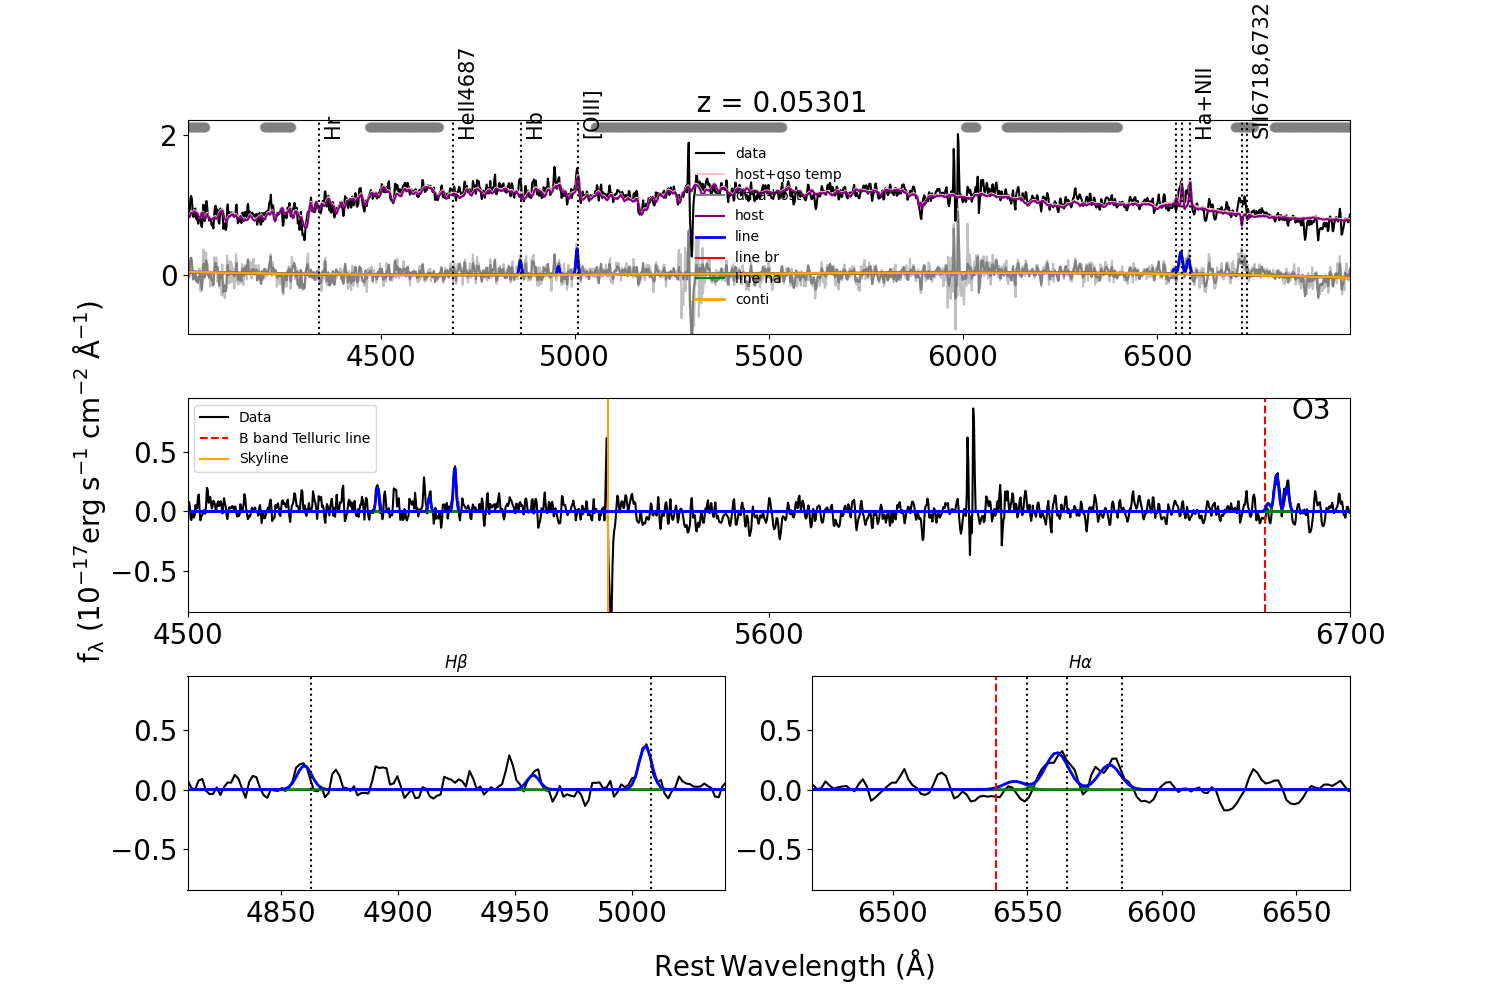 z = 0.05301
Hr
HeII4687
Hb
[OIII]
Ha+NII
SII6718,6732
2
0
data
host+qso temp
data-host
host
line
line br
line na
conti
4500 5000 5500 6000 6500
f_λ (10^{-17}erg s^{-1} cm^{-2} Å^{-1})
O3
Data
B band Telluric line
Skyline
0.5
0.0
−0.5
4500 5600 6700
Hβ
0.5
0.0
−0.5
4850 4900 4950 5000
Hα
0.5
0.0
−0.5
6500 6550 6600 6650
Rest Wavelength (Å)